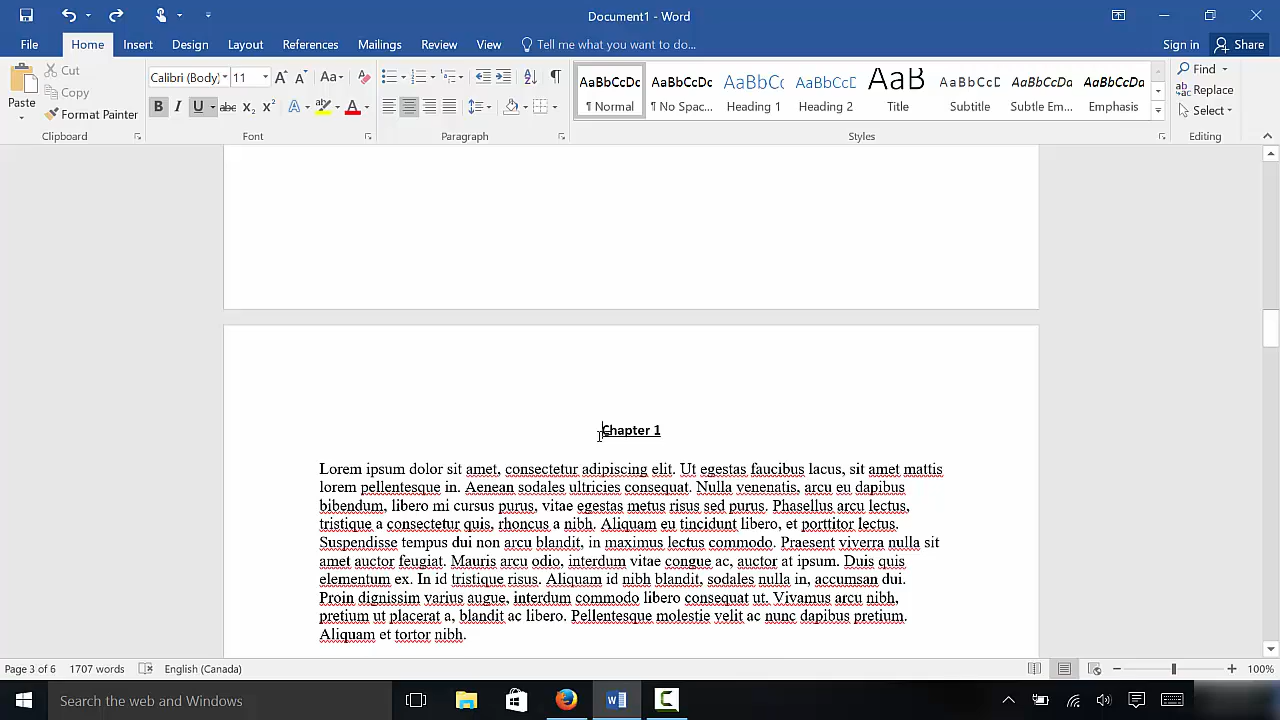 Document1 - Word
File Home Insert Design Layout References Mailings Review View Tell me what you want to do... Sign in Share
Paste Cut Copy Format Painter
Clipboard
Calibri (Body) 11 Aa
B I U abc X₂ X² A A
Font
Paragraph
AaBbCcDc AaBbCcDc AaBbCc AaBbCcD AaB AaBbCcD AaBbCcDa AaBbCcDa
¶ Normal ¶ No Spac... Heading 1 Heading 2 Title Subtitle Subtle Em... Emphasis
Styles
Find
Replace
Select
Editing
Chapter 1
Lorem ipsum dolor sit amet, consectetur adipiscing elit. Ut egestas faucibus lacus, sit amet mattis
lorem pellentesque in. Aenean sodales ultricies consequat. Nulla venenatis, arcu eu dapibus
bibendum, libero mi cursus purus, vitae egestas metus risus sed purus. Phasellus arcu lectus,
tristique a consectetur quis, rhoncus a nibh. Aliquam eu tincidunt libero, et porttitor lectus.
Suspendisse tempus dui non arcu blandit, in maximus lectus commodo. Praesent viverra nulla sit
amet auctor feugiat. Mauris arcu odio, interdum vitae congue ac, auctor at ipsum. Duis quis
elementum ex. In id tristique risus. Aliquam id nibh blandit, sodales nulla in, accumsan dui.
Proin dignissim varius augue, interdum commodo libero consequat ut. Vivamus arcu nibh,
pretium ut placerat a, blandit ac libero. Pellentesque molestie velit ac nunc dapibus pretium.
Aliquam et tortor nibh.
Page 3 of 6 1707 words English (Canada) 100%
Search the web and Windows